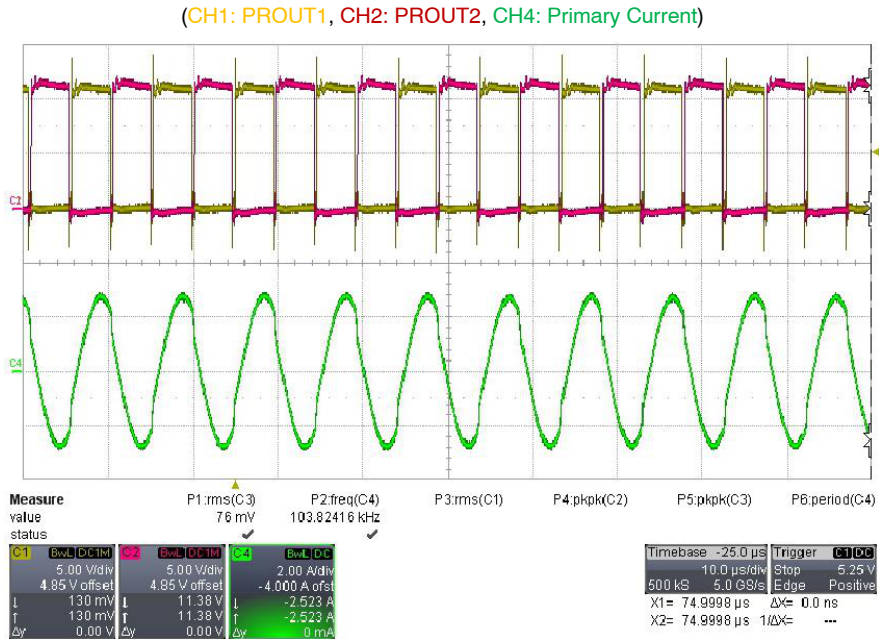 (CH1: PROUT1, CH2: PROUT2, CH4: Primary Current)
C2
C4
Measure P1:rms(C3) P2:freq(C4) P3:rms(C1) P4:pkpk(C2) P5:pkpk(C3) P6:period(C4)
value 76 mV 103.82416 kHz
status ✓ ✓
C1 BwL DC1M C2 BwL DC1M C4 BwL DC Timebase -25.0 µs Trigger C1 DC
5.00 V/div 5.00 V/div 2.00 A/div 10.0 µs/div Stop 5.25 V
4.85 V offset 4.85 V offset -4.000 A ofst 500 kS 5.0 GS/s Edge Positive
↓ 130 mV ↓ 11.38 V ↓ -2.523 A X1= 74.9998 µs ΔX= 0.0 ns
↑ 130 mV ↑ 11.38 V ↑ -2.523 A X2= 74.9998 µs 1/ΔX= ---
Δy 0.00 V Δy 0.00 V Δy 0 mA